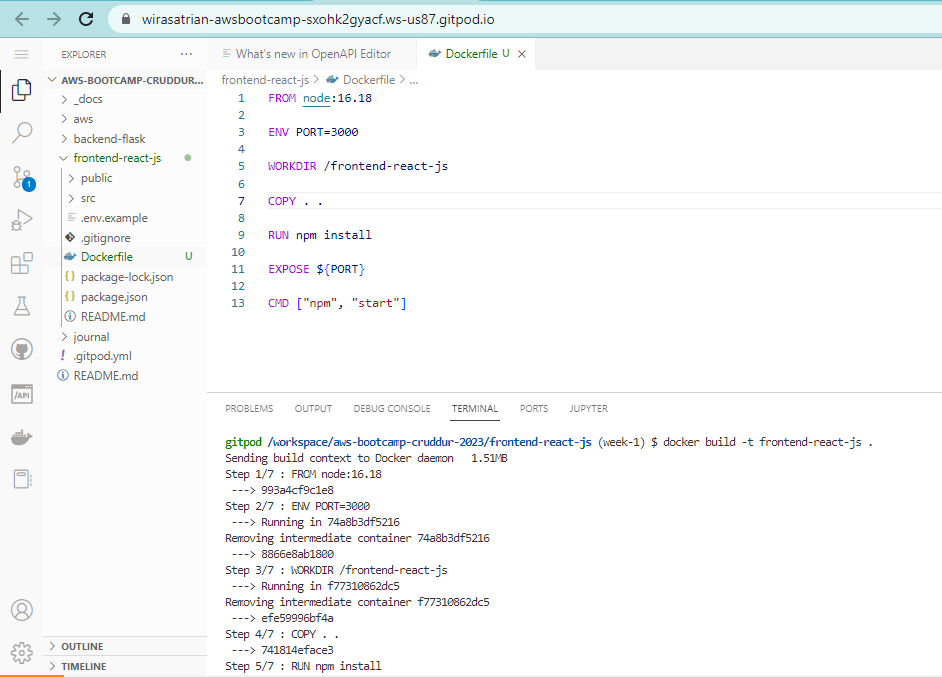 wirasatrian-awsbootcamp-sxohk2gyacf.ws-us87.gitpod.io
EXPLORER
What's new in OpenAPI Editor
Dockerfile U
AWS-BOOTCAMP-CRUDDUR...
_docs
aws
backend-flask
frontend-react-js
public
src
.env.example
.gitignore
Dockerfile U
package-lock.json
package.json
README.md
journal
.gitpod.yml
README.md
OUTLINE
TIMELINE
1
/API
frontend-react-js > Dockerfile > ...
1 FROM node:16.18
2
3 ENV PORT=3000
4
5 WORKDIR /frontend-react-js
6
7 COPY . .
8
9 RUN npm install
10
11 EXPOSE ${PORT}
12
13 CMD ["npm", "start"]
PROBLEMS OUTPUT DEBUG CONSOLE TERMINAL PORTS JUPYTER
gitpod /workspace/aws-bootcamp-cruddur-2023/frontend-react-js (week-1) $ docker build -t frontend-react-js .
Sending build context to Docker daemon 1.51MB
Step 1/7 : FROM node:16.18
---> 993a4cf9c1e8
Step 2/7 : ENV PORT=3000
---> Running in 74a8b3df5216
Removing intermediate container 74a8b3df5216
---> 8866e8ab1800
Step 3/7 : WORKDIR /frontend-react-js
---> Running in f77310862dc5
Removing intermediate container f77310862dc5
---> efe59996bf4a
Step 4/7 : COPY . .
---> 741814eface3
Step 5/7 : RUN npm install